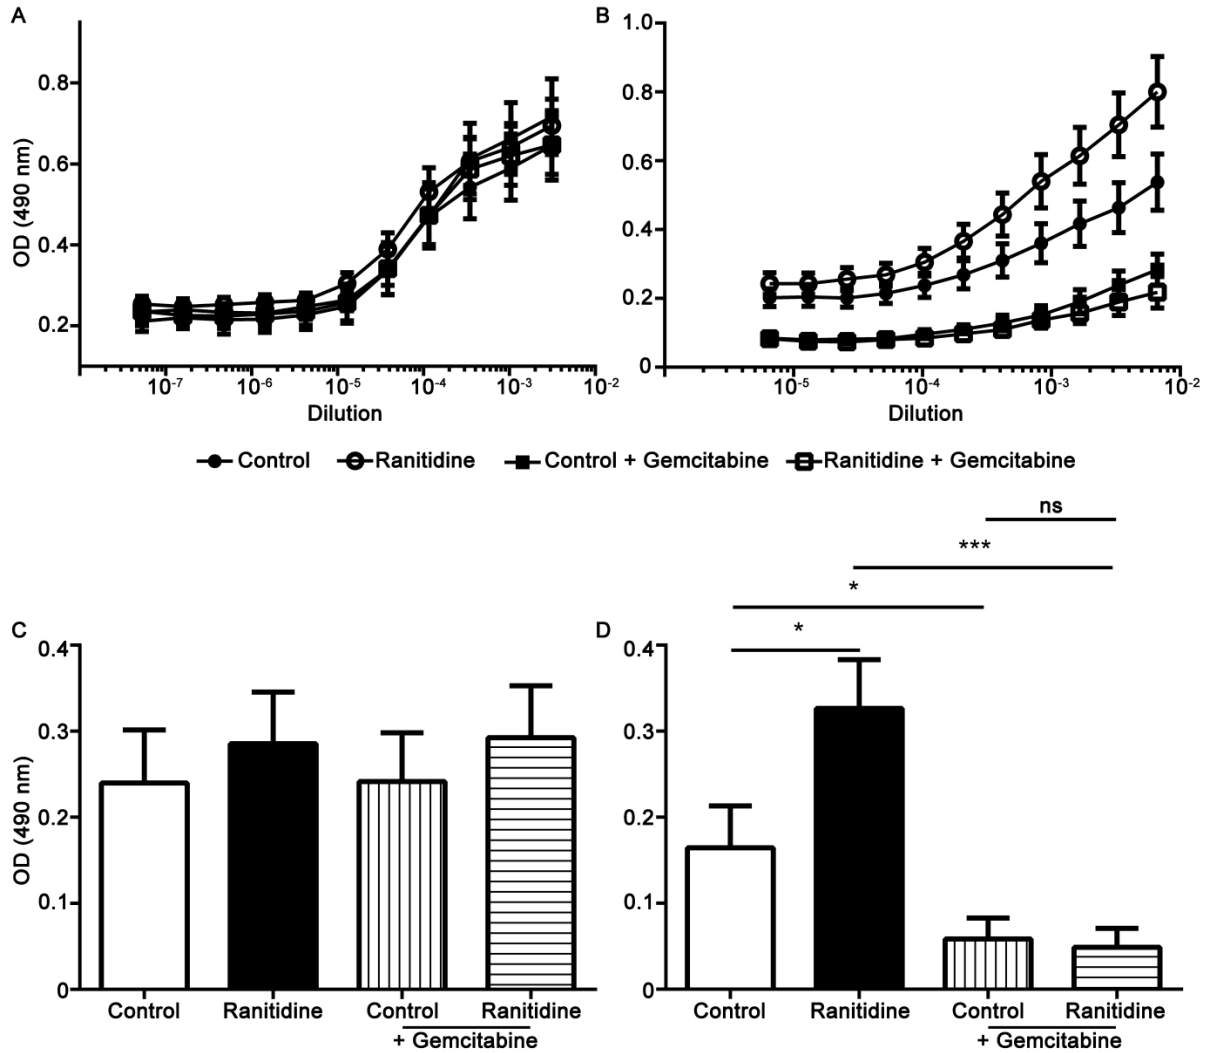 A
B
OD (490 nm)
0.8
0.6
0.4
0.2
10-7
10-6
10-5
10-4
10-3
10-2
Dilution
1.0
0.8
0.6
0.4
0.2
0
10-5
10-4
10-3
10-2
Dilution
Control Ranitidine Control + Gemcitabine Ranitidine + Gemcitabine
C
OD (490 nm)
0.4
0.3
0.2
0.1
0
Control Ranitidine Control Ranitidine
+ Gemcitabine
D
ns
***
*
*
0.4
0.3
0.2
0.1
0
Control Ranitidine Control Ranitidine
+ Gemcitabine